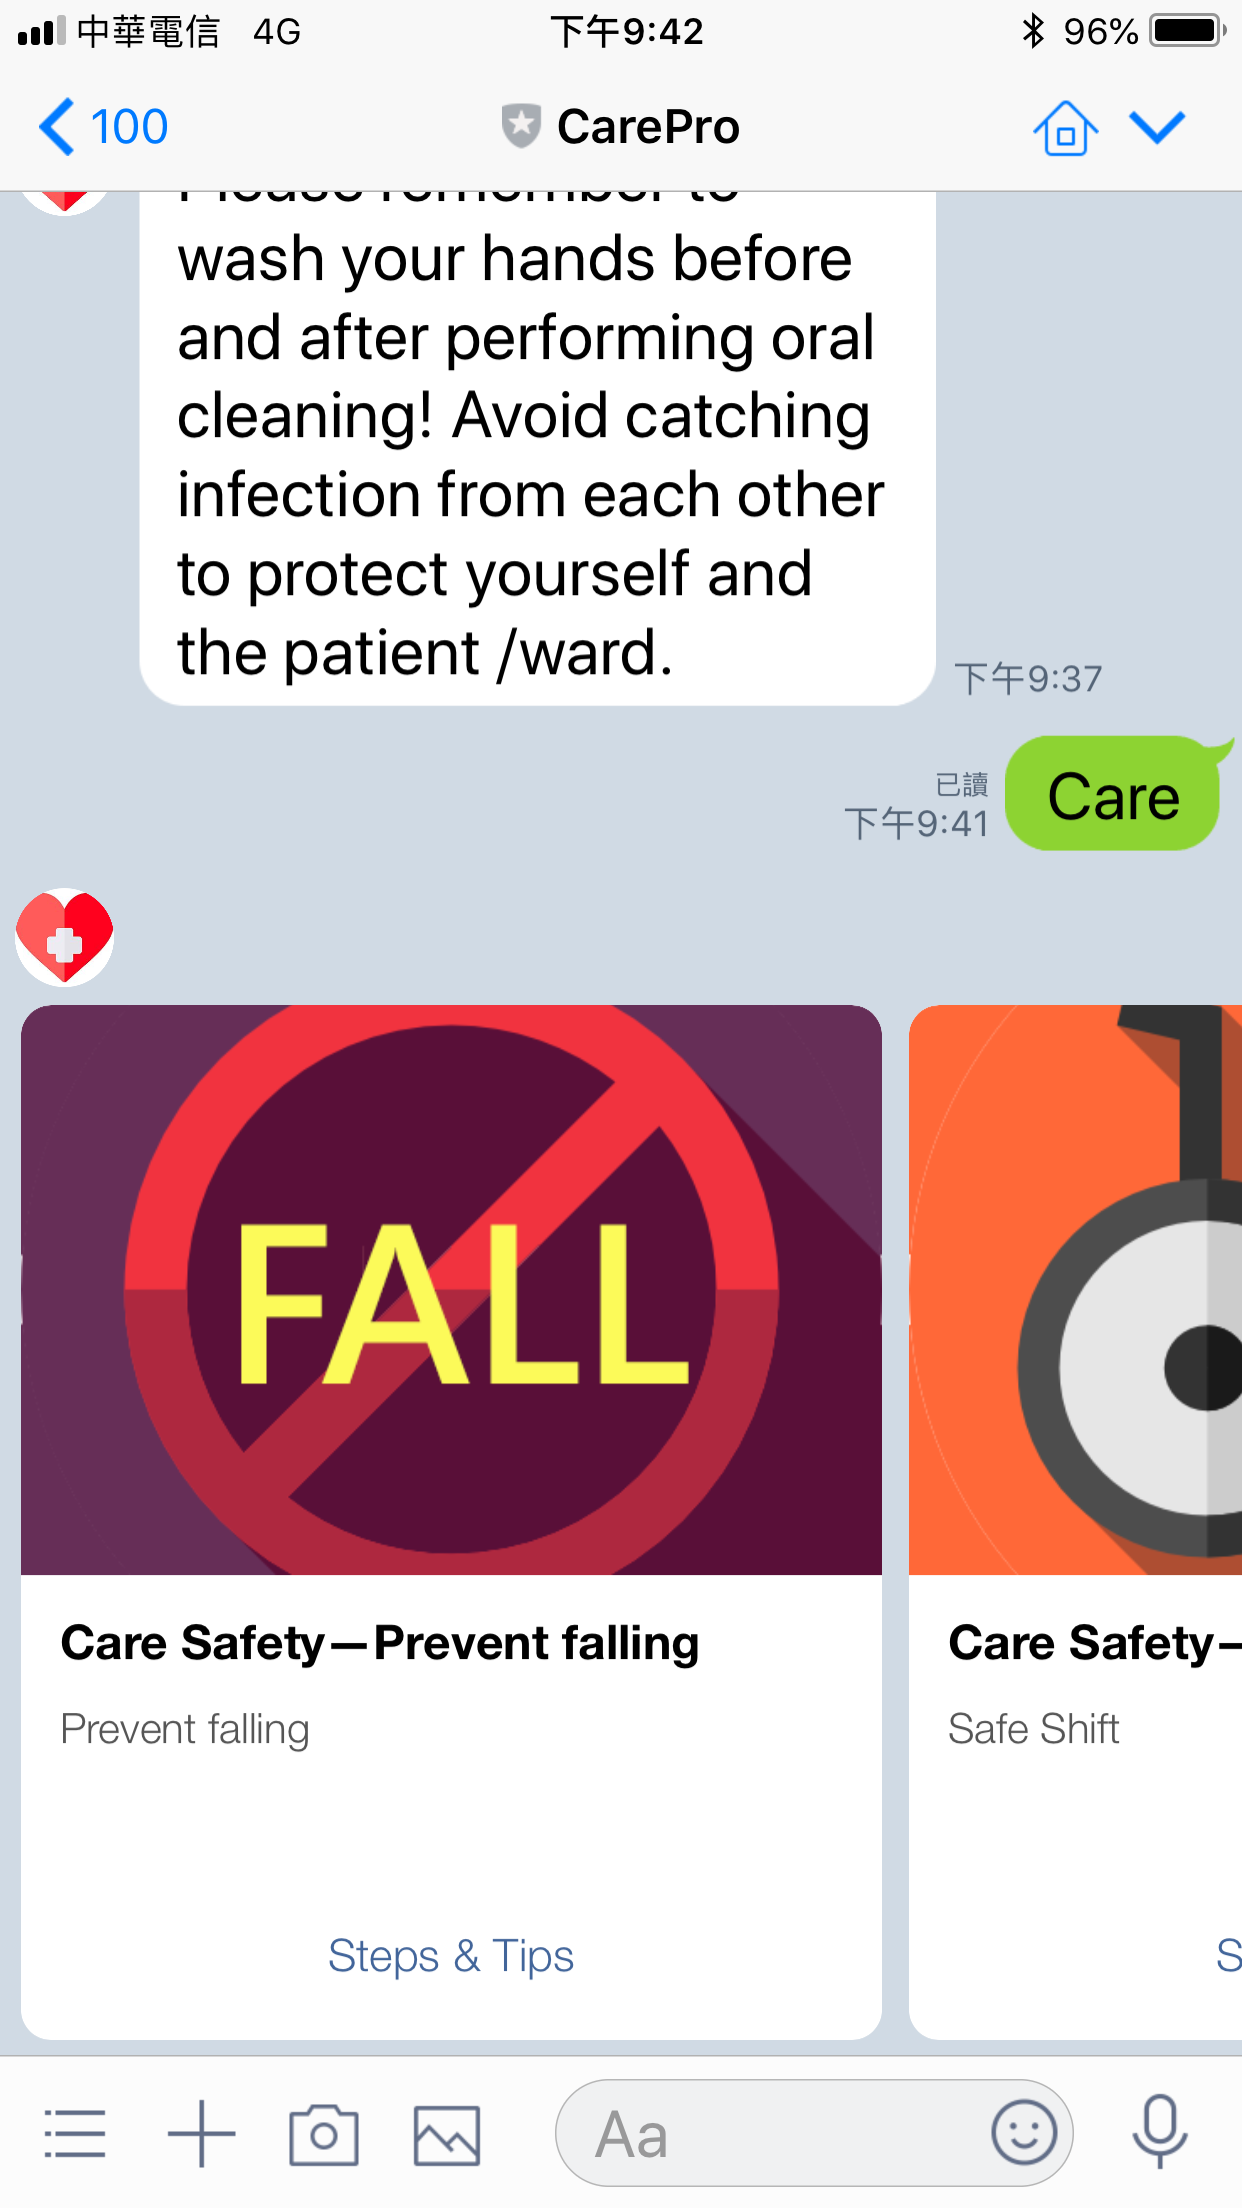 中華電信 4G 下午9:42 96%
100 CarePro
Please remember to
wash your hands before
and after performing oral
cleaning! Avoid catching
infection from each other
to protect yourself and
the patient /ward.
下午9:37
Care
已讀
下午9:41
FALL
Care Safety—Prevent falling
Prevent falling
Steps & Tips
Care Safety—
Safe Shift
S
Aa